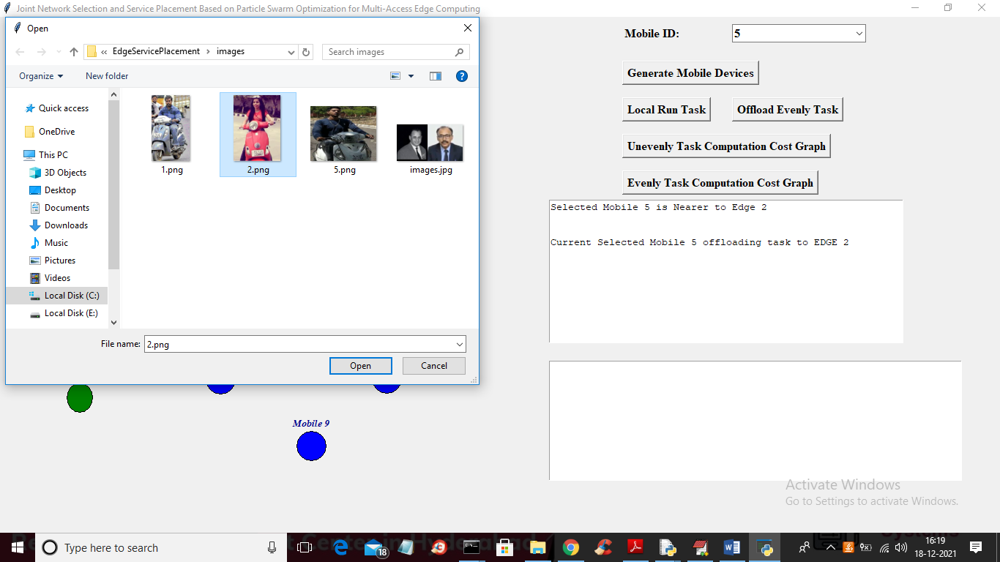 Joint Network Selection and Service Placement Based on Particle Swarm Optimization for Multi-Access Edge Computing
Open
« EdgeServicePlacement › images
Search images
Organize
New folder
Quick access
OneDrive
This PC
3D Objects
Desktop
Documents
Downloads
Music
Pictures
Videos
Local Disk (C:)
Local Disk (E:)
1.png
2.png
5.png
images.jpg
File name: 2.png
Open
Cancel
Mobile 9
Mobile ID: 5
Generate Mobile Devices
Local Run Task
Offload Evenly Task
Unevenly Task Computation Cost Graph
Evenly Task Computation Cost Graph
Selected Mobile 5 is Nearer to Edge 2
Current Selected Mobile 5 offloading task to EDGE 2
Activate Windows
Go to Settings to activate Windows.
Type here to search
18
16:19
18-12-2021